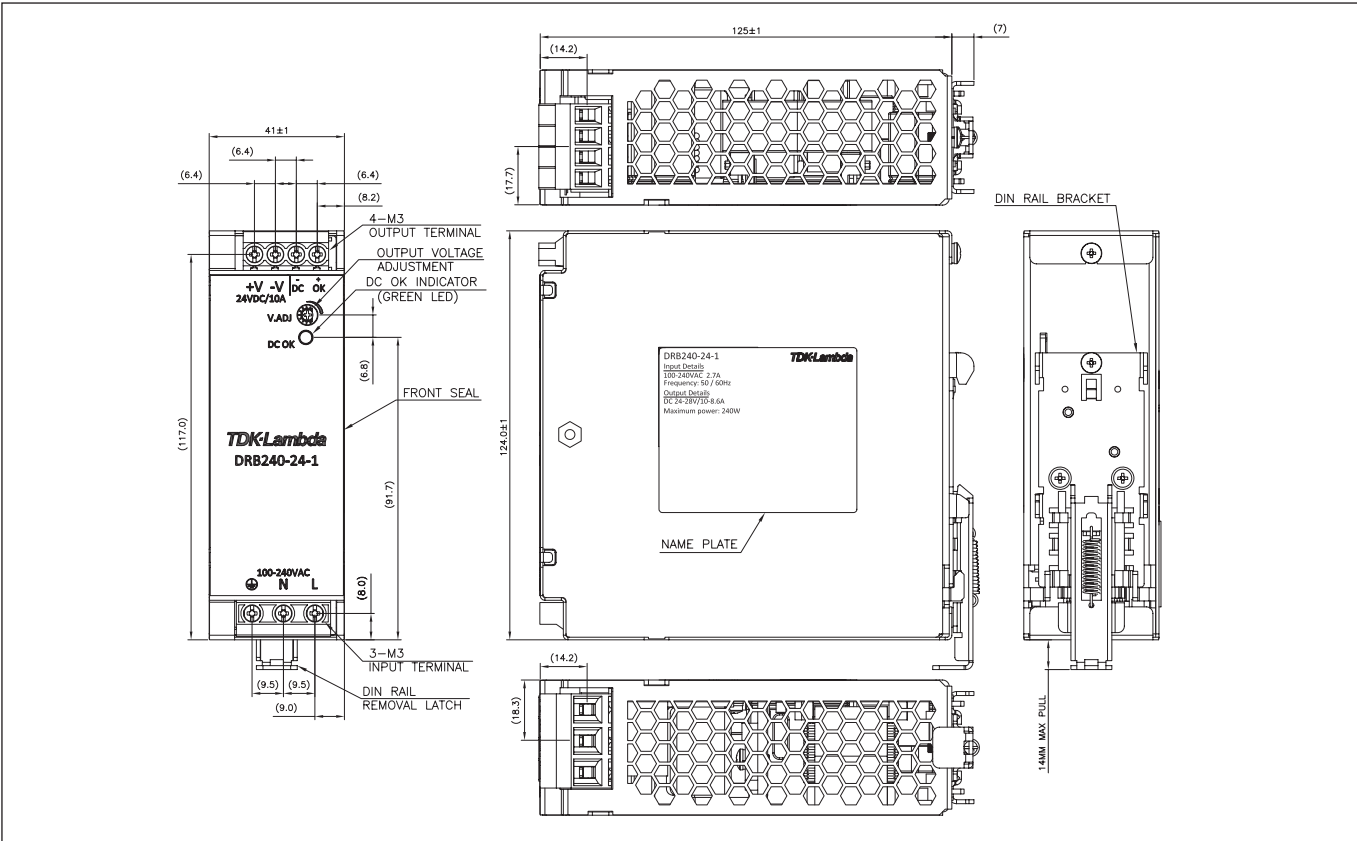 125±1
(7)
(14.2)
(17.7)
41±1
(6.4)
(6.4)
(6.4)
(8.2)
4-M3
OUTPUT TERMINAL
OUTPUT VOLTAGE
ADJUSTMENT
DC OK INDICATOR
(GREEN LED)
+V -V - DC + OK
24VDC/10A
V.ADJ
DC OK
(6.8)
FRONT SEAL
(117.0)
TDK-Lambda
DRB240-24-1
(91.7)
100-240VAC
N L
(8.0)
3-M3
INPUT TERMINAL
(9.5)
(9.5)
(9.0)
DIN RAIL
REMOVAL LATCH
124.0±1
DRB240-24-1
TDK-Lambda
Input Details
100-240VAC 2.7A
Frequency: 50 / 60Hz
Output Details
DC 24-28V/10-8.6A
Maximum power: 240W
NAME PLATE
(14.2)
(18.3)
DIN RAIL BRACKET
14MM MAX PULL